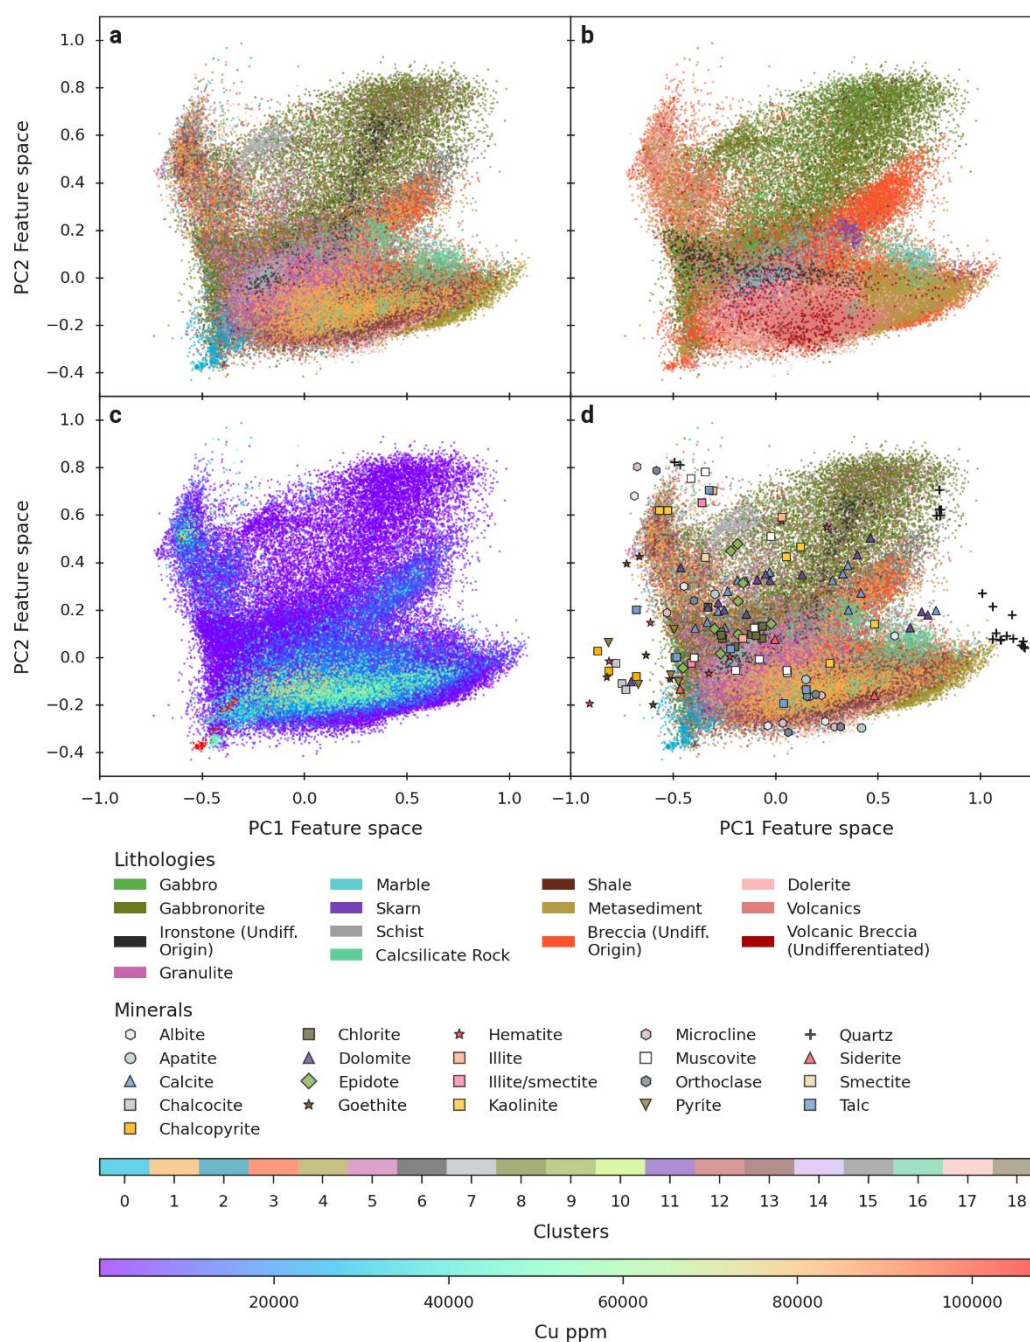 a
b
1.0
0.8
0.6
0.4
0.2
0.0
−0.2
−0.4
PC2 Feature space
c
d
1.0
0.8
0.6
0.4
0.2
0.0
−0.2
−0.4
PC2 Feature space
−1.0 −0.5 0.0 0.5 1.0 −1.0 −0.5 0.0 0.5 1.0
PC1 Feature space PC1 Feature space
Lithologies
Gabbro Marble Shale Dolerite
Gabbronorite Skarn Metasediment Volcanics
Ironstone (Undiff. Schist Breccia (Undiff. Volcanic Breccia
Origin) Calcsilicate Rock Origin) (Undifferentiated)
Granulite
Minerals
Albite Chlorite Hematite Microcline Quartz
Apatite Dolomite Illite Muscovite Siderite
Calcite Epidote Illite/smectite Orthoclase Smectite
Chalcocite Goethite Kaolinite Pyrite Talc
Chalcopyrite
0 1 2 3 4 5 6 7 8 9 10 11 12 13 14 15 16 17 18
Clusters
20000 40000 60000 80000 100000
Cu ppm